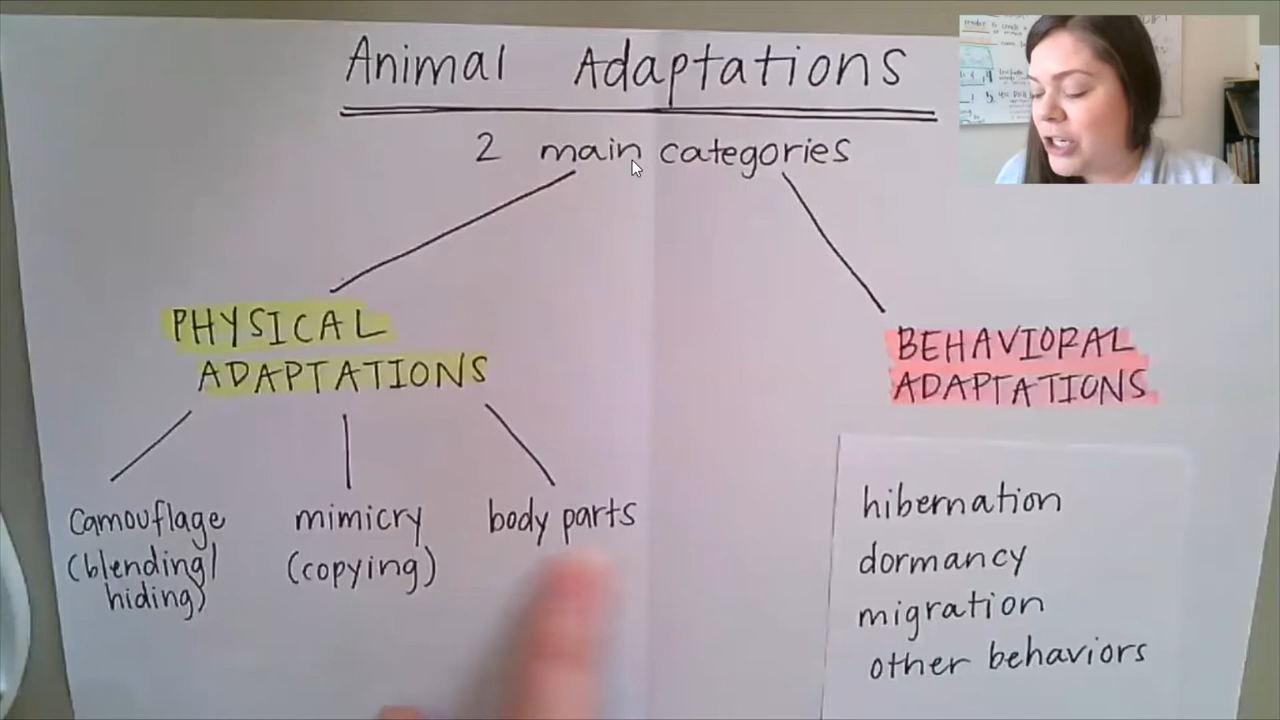 Animal Adaptations
2 main categories
PHYSICAL
ADAPTATIONS
BEHAVIORAL
ADAPTATIONS
camouflage
(blending/
hiding)
mimicry
(copying)
body parts
hibernation
dormancy
migration
other behaviors